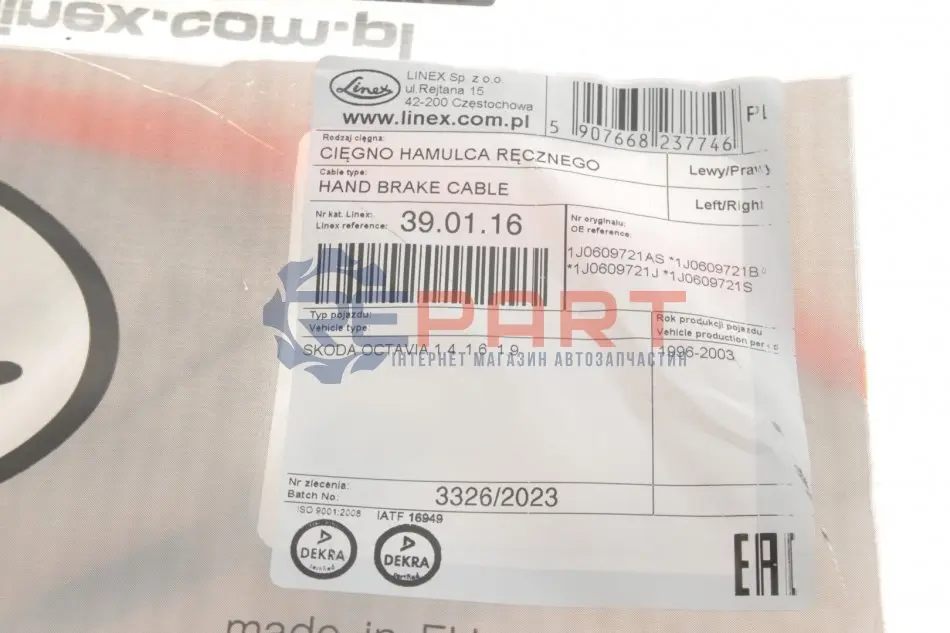 linex.com.pl
Linex
LINEX Sp z o.o.
ul.Rejtana 15
42-200 Częstochowa
www.linex.com.pl
5 907668 237746
PL
Rodzaj cięgna:
CIĘGNO HAMULCA RĘCZNEGO
Lewy/Prawy
Cable type:
HAND BRAKE CABLE
Left/Right
Nr kat. Linex:
Linex reference:
39.01.16
Nr oryginału:
OE reference:
1J0609721AS *1J0609721B
*1J0609721J *1J0609721S
EPART
ІНТЕРНЕТ МАГАЗИН АВТОЗАПЧАСТИН
Typ pojazdu:
Vehicle type:
SKODA OCTAVIA 1.4 1.6 1.9
Rok produkcji pojazdu
Vehicle production
1996-2003
Nr zlecenia:
Batch No:
3326/2023
ISO 9001:2008
IATF 16949
DEKRA
certified
DEKRA
certified
EAC
made in EU